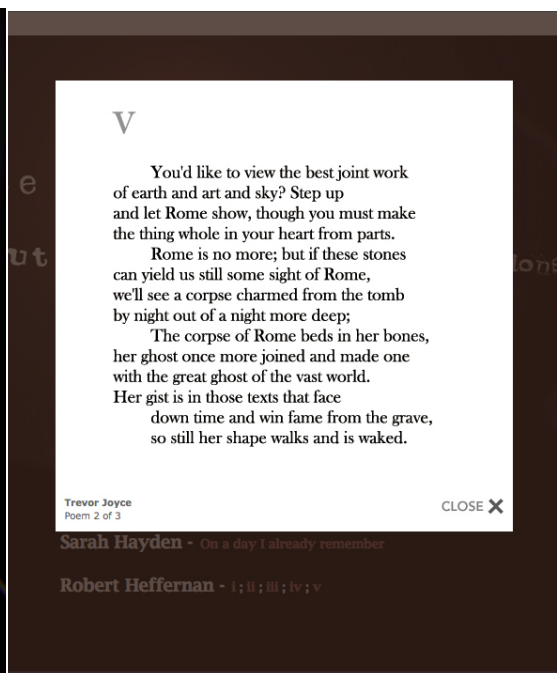 e
ut
V
You'd like to view the best joint work
of earth and art and sky? Step up
and let Rome show, though you must make
the thing whole in your heart from parts.
Rome is no more; but if these stones
can yield us still some sight of Rome,
we'll see a corpse charmed from the tomb
by night out of a night more deep;
The corpse of Rome beds in her bones,
her ghost once more joined and made one
with the great ghost of the vast world.
Her gist is in those texts that face
down time and win fame from the grave,
so still her shape walks and is waked.
Trevor Joyce
Poem 2 of 3
CLOSE X
Sarah Hayden - On a day I already remember
Robert Heffernan - i ; ii ; iii ; iv ; v